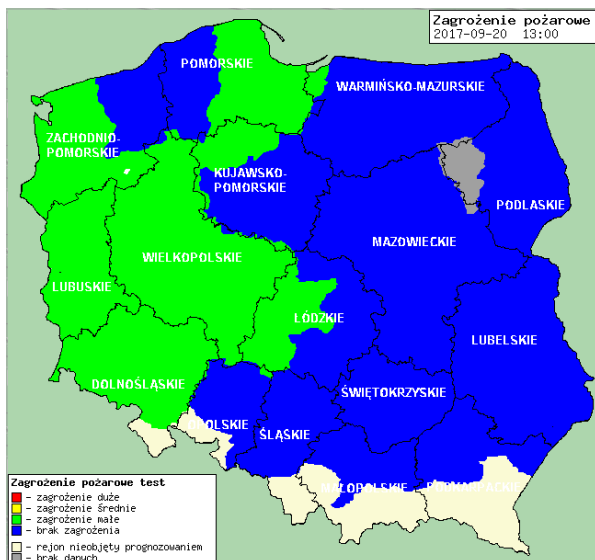 Zagrożenie pożarowe
2017-09-20 13:00
POMORSKIE
WARMIŃSKO-MAZURSKIE
ZACHODNIO-
POMORSKIE
KUJAWSKO-
POMORSKIE
PODLASKIE
MAZOWIECKIE
WIELKOPOLSKIE
LUBUSKIE
ŁÓDZKIE
LUBELSKIE
DOLNOŚLĄSKIE
ŚWIĘTOKRZYSKIE
OPOLSKIE
ŚLĄSKIE
MAŁOPOLSKIE
PODKARPACKIE
Zagrożenie pożarowe test
- zagrożenie duże
- zagrożenie średnie
- zagrożenie małe
- brak zagrożenia
- rejon nieobjęty prognozowaniem
- brak danych